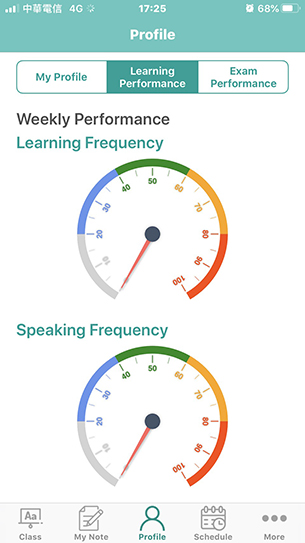 中華電信 4G 17:25 68%
Profile
My Profile
Learning Performance
Exam Performance
Weekly Performance
Learning Frequency
20 30 40 50 60 70 80 90 100
Speaking Frequency
20 30 40 50 60 70 80 90 100
Class My Note Profile Schedule More